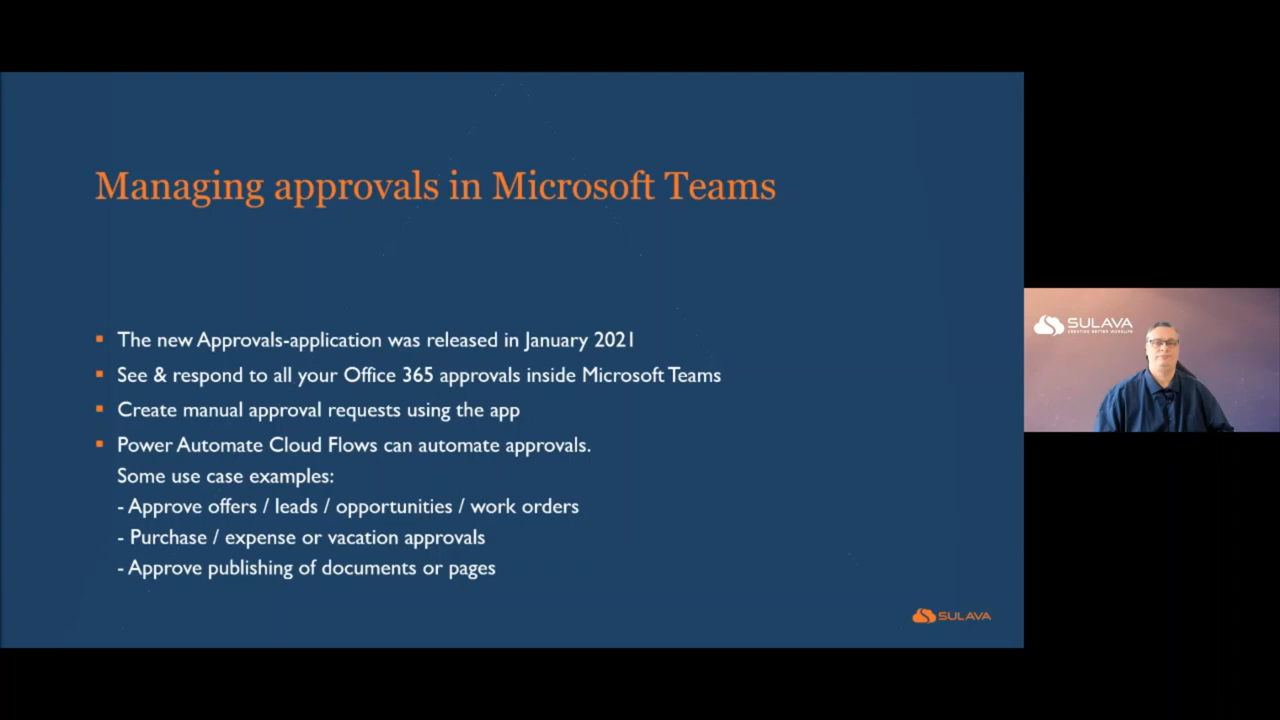 Managing approvals in Microsoft Teams
The new Approvals-application was released in January 2021
See & respond to all your Office 365 approvals inside Microsoft Teams
Create manual approval requests using the app
Power Automate Cloud Flows can automate approvals.
Some use case examples:
- Approve offers / leads / opportunities / work orders
- Purchase / expense or vacation approvals
- Approve publishing of documents or pages
SULAVA
SULAVA
CREATING BETTER WORKLIFE